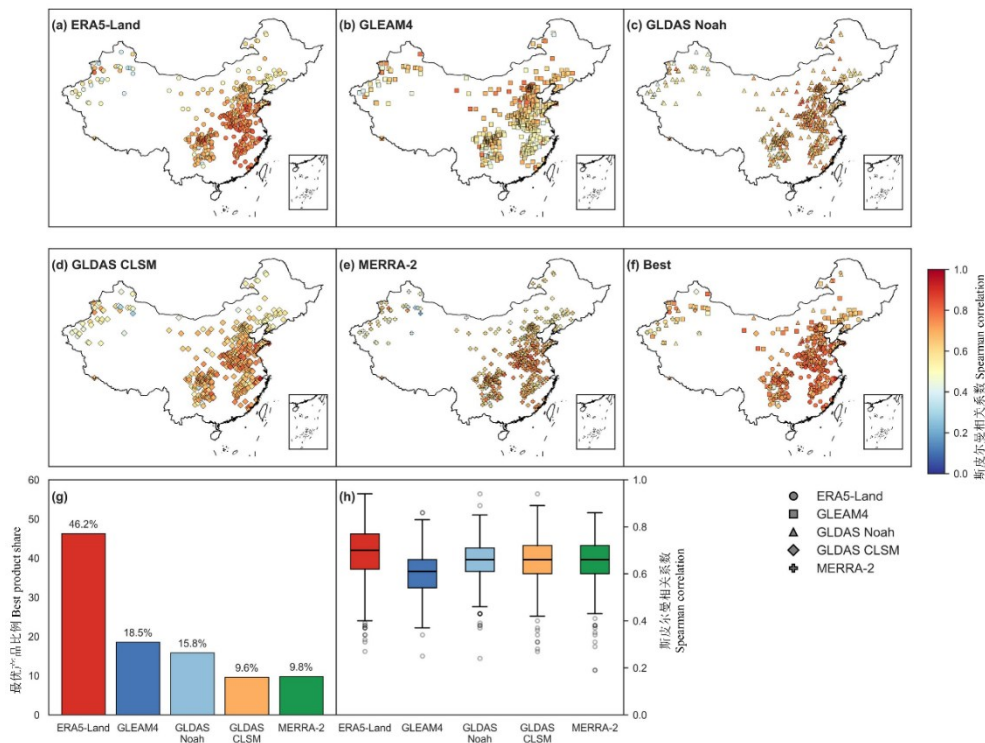 (a) ERA5-Land
(b) GLEAM4
(c) GLDAS Noah
(d) GLDAS CLSM
(e) MERRA-2
(f) Best
1.0
0.8
0.6
0.4
0.2
0.0
斯皮尔曼相关系数 Spearman correlation
(g)
最优产品比例 Best product share
60
50
40
30
20
10
0
46.2%
18.5%
15.8%
9.6%
9.8%
ERA5-Land
GLEAM4
GLDAS
Noah
GLDAS
CLSM
MERRA-2
(h)
1.0
0.8
0.6
0.4
0.2
0.0
斯皮尔曼相关系数
Spearman correlation
ERA5-Land
GLEAM4
GLDAS
Noah
GLDAS
CLSM
MERRA-2
ERA5-Land
GLEAM4
GLDAS Noah
GLDAS CLSM
MERRA-2